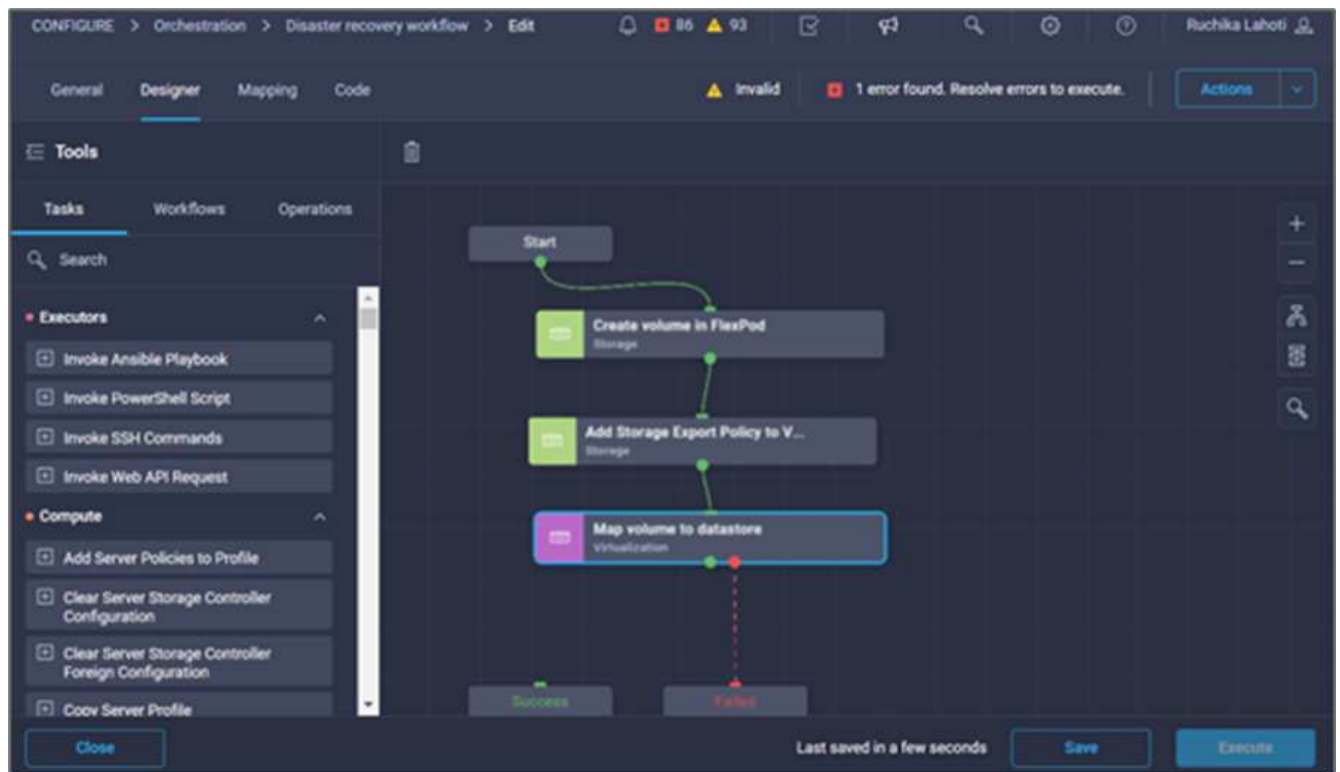 CONFIGURE > Orchestration > Disaster recovery workflow > Edit
86 93
Ruchika Lahoti
General Designer Mapping Code
Invalid
1 error found. Resolve errors to execute.
Actions
Tools
Tasks Workflows Operations
Search
Executors
Invoke Ansible Playbook
Invoke PowerShell Script
Invoke SSH Commands
Invoke Web API Request
Compute
Add Server Policies to Profile
Clear Server Storage Controller
Configuration
Clear Server Storage Controller
Foreign Configuration
Copy Server Profile
Start
Create volume in FlexPod
Storage
Add Storage Export Policy to V...
Storage
Map volume to datastore
Virtualization
Success
Failed
Close
Last saved in a few seconds
Save
Execute